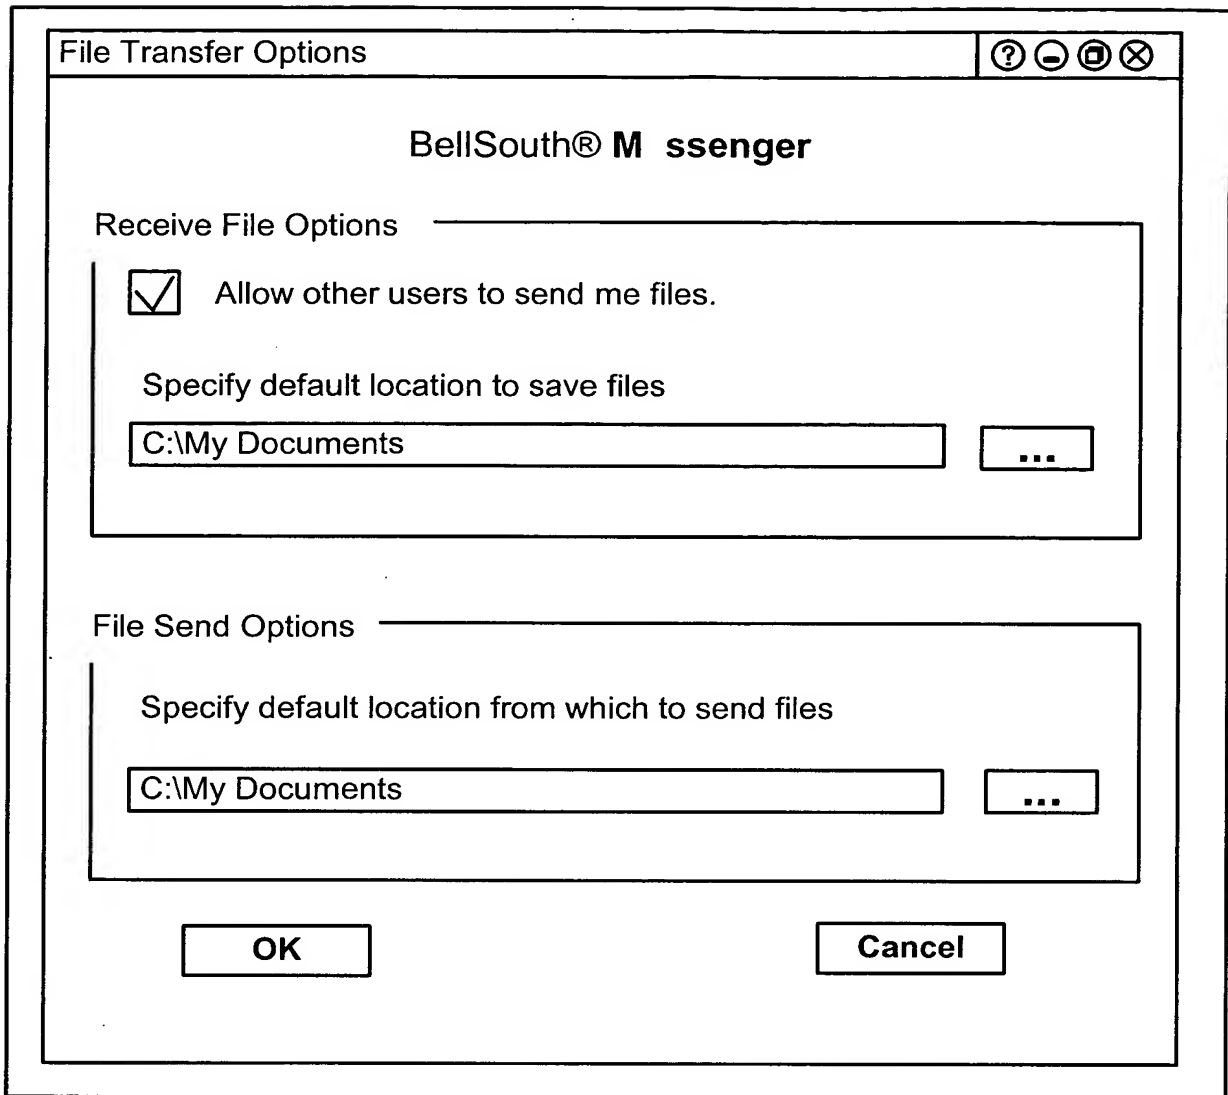 File Transfer Options ?
BellSouth® M ssenger
Receive File Options
Allow other users to send me files.
Specify default location to save files
C:\My Documents
...
File Send Options
Specify default location from which to send files
C:\My Documents
...
OK
Cancel